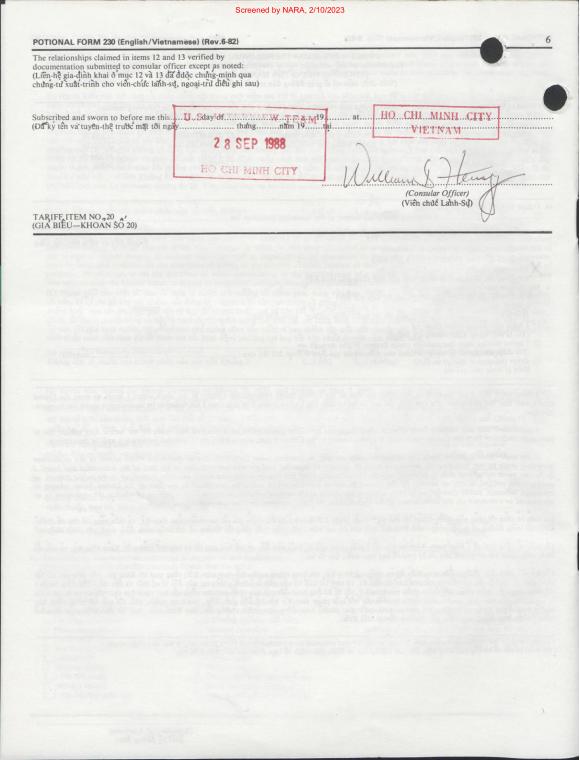 Screened by NARA, 2/10/2023
POTIONAL FORM 230 (English/Vietnamese) (Rev.6-82)
6
The relationships claimed in items 12 and 13 verified by
documentation submitted to consular officer except as noted:
(Liên-hệ gia-đình khai ở mục 12 và 13 đã được chứng-minh qua
chứng-từ xuất-trình cho viên-chức lãnh-sự, ngoại-trừ điều ghi sau)
Subscribed and sworn to before me this day of 19 at
HO CHI MINH CITY
VIETNAM
(Đã ký tên và tuyên-thệ trước mặt tôi ngày tháng năm 19 tại
U.S. TEAM
28 SEP 1988
HO CHI MINH CITY
(Consular Officer)
(Viên chức Lãnh-Sự)
TARIFF ITEM NO. 20
(GIÁ BIỂU—KHOẢN SỐ 20)